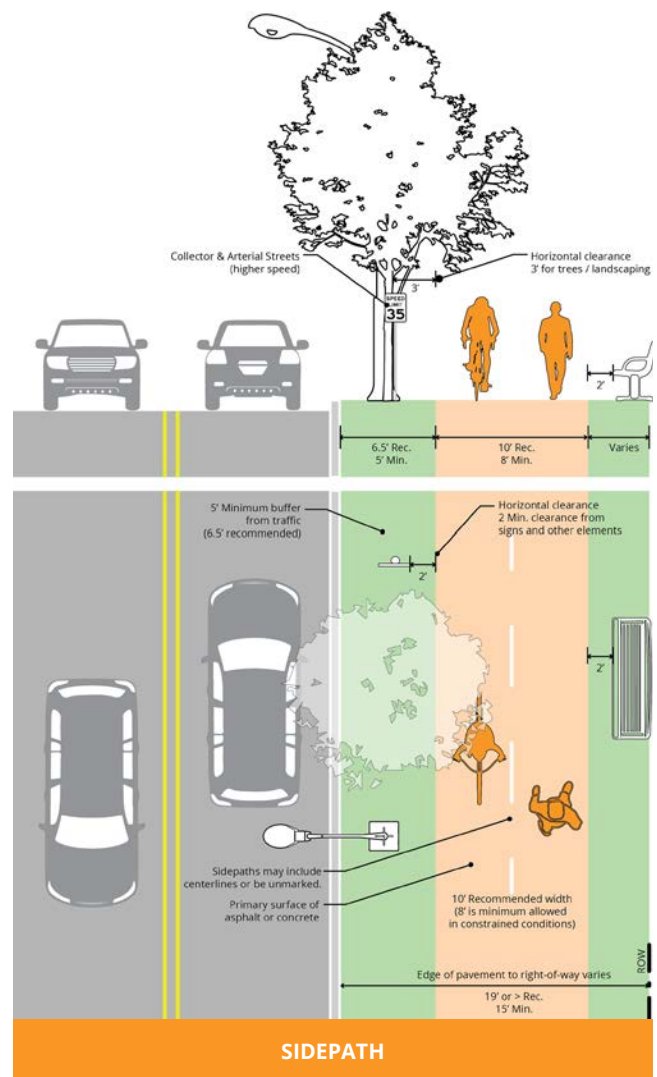 Collector & Arterial Streets
(higher speed)
Horizontal clearance
3' for trees / landscaping
3'
SPEED
LIMIT
35
2'
6.5' Rec.
5' Min.
10' Rec.
8' Min.
Varies
5' Minimum buffer
from traffic
(6.5' recommended)
Horizontal clearance
2 Min. clearance from
signs and other elements
2'
2'
Sidepaths may include
centerlines or be unmarked.
Primary surface of
asphalt or concrete
10' Recommended width
(8' is minimum allowed
in constrained conditions)
ROW
Edge of pavement to right-of-way varies
19' or > Rec.
15' Min.
SIDEPATH